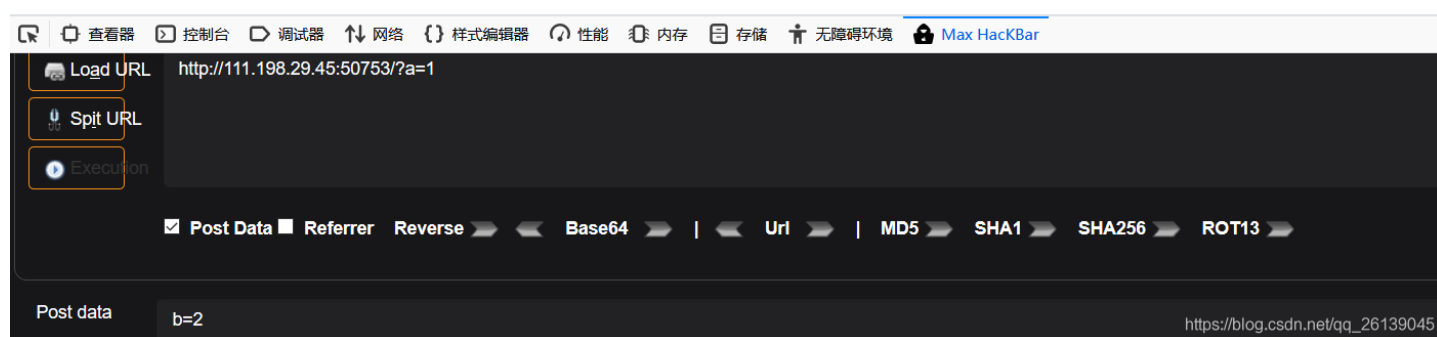 查看器 控制台 调试器 网络 {} 样式编辑器 性能 内存 存储 无障碍环境 Max HacKBar
Load URL http://111.198.29.45:50753/?a=1
Spit URL
Execution
Post Data Referrer Reverse Base64 | Url | MD5 SHA1 SHA256 ROT13
Post data b=2
https://blog.csdn.net/qq_26139045